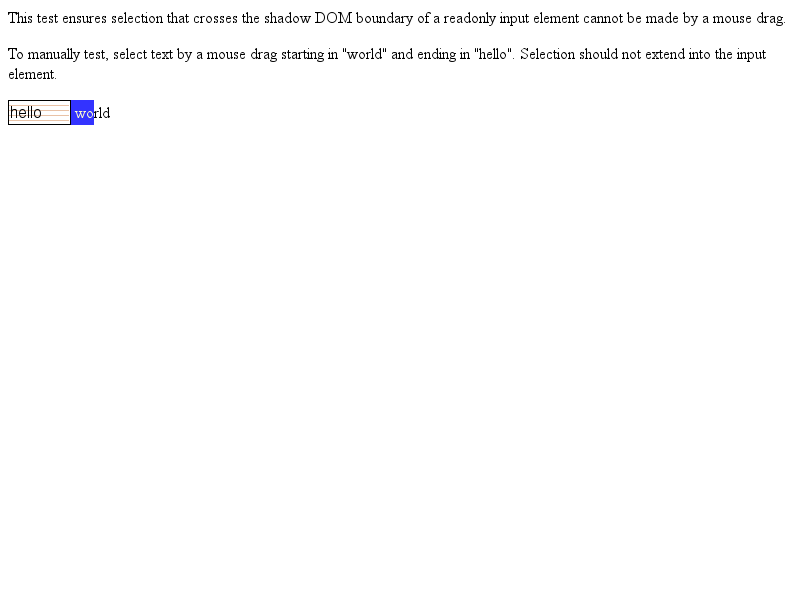 This test ensures selection that crosses the shadow DOM boundary of a readonly input element cannot be made by a mouse drag.
To manually test, select text by a mouse drag starting in "world" and ending in "hello". Selection should not extend into the input
element.
hello world